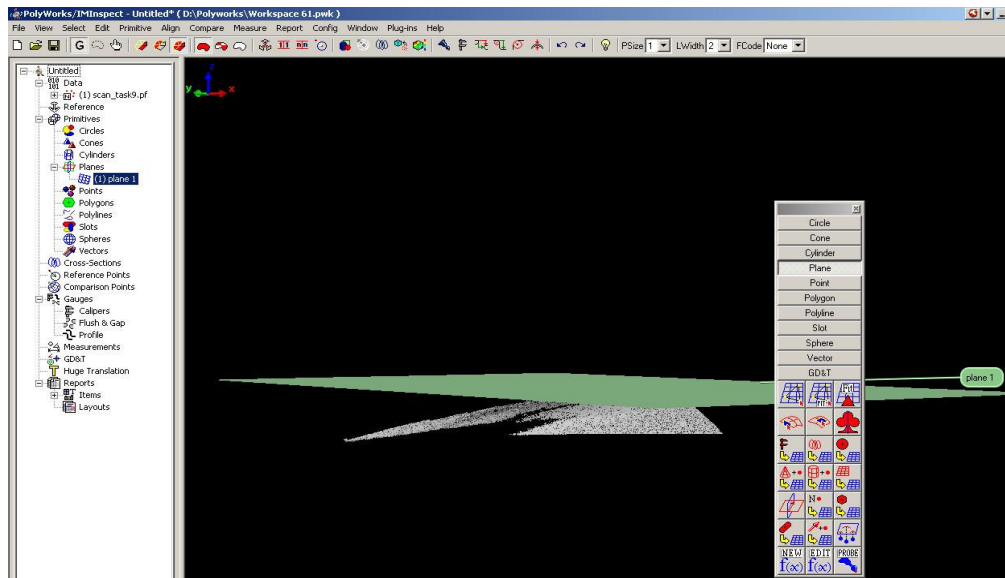 PolyWorks/IMInspect - Untitled* ( D:\Polyworks\Workspace 61.pwk )
File View Select Edit Primitive Align Compare Measure Report Config Window Plug-ins Help
G PSize 1 LWidth 2 FCode None
Untitled
Data
(1) scan_task9.pf
Reference
Primitives
Circles
Cones
Cylinders
Planes
(1) plane 1
Points
Polygons
Polylines
Slots
Spheres
Vectors
Cross-Sections
Reference Points
Comparison Points
Gauges
Calipers
Flush & Gap
Profile
Measurements
GD&T
Huge Translation
Reports
Items
Layouts
z
y x
Circle
Cone
Cylinder
Plane
Point
Polygon
Polyline
Slot
Sphere
Vector
GD&T
plane 1
NEW EDIT PROBE
f(x) f(x)